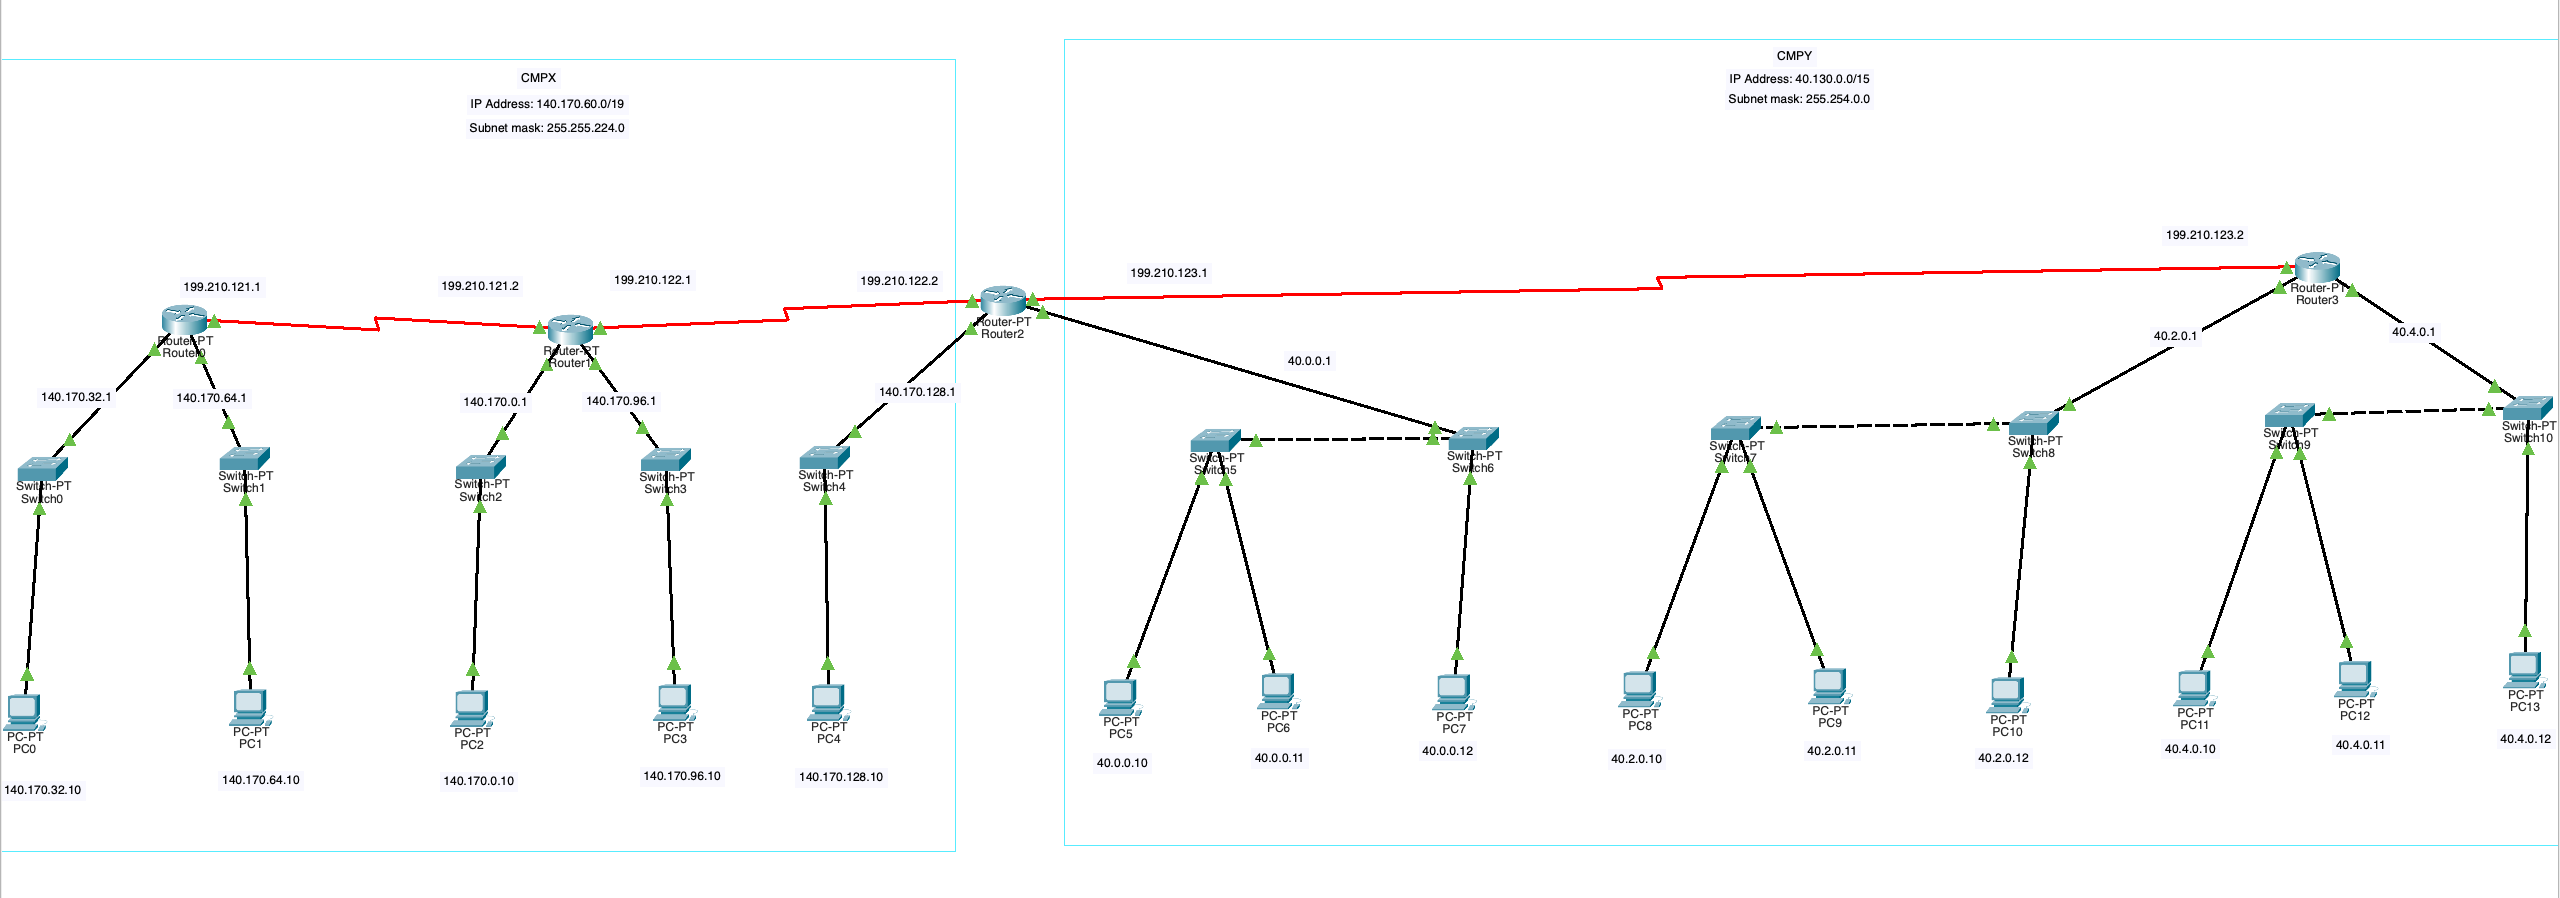 CMPX
IP Address: 140.170.60.0/19
Subnet mask: 255.255.224.0
CMPY
IP Address: 40.130.0.0/15
Subnet mask: 255.254.0.0
199.210.121.1
199.210.121.2
199.210.122.1
199.210.122.2
199.210.123.1
199.210.123.2
Router-PT
Router0
Router-PT
Router1
Router-PT
Router2
Router-PT
Router3
140.170.32.1
140.170.64.1
140.170.0.1
140.170.96.1
140.170.128.1
40.0.0.1
40.2.0.1
40.4.0.1
Switch-PT
Switch0
Switch-PT
Switch1
Switch-PT
Switch2
Switch-PT
Switch3
Switch-PT
Switch4
Switch-PT
Switch5
Switch-PT
Switch6
Switch-PT
Switch7
Switch-PT
Switch8
Switch-PT
Switch9
Switch-PT
Switch10
PC-PT
PC0
PC-PT
PC1
PC-PT
PC2
PC-PT
PC3
PC-PT
PC4
PC-PT
PC5
PC-PT
PC6
PC-PT
PC7
PC-PT
PC8
PC-PT
PC9
PC-PT
PC10
PC-PT
PC11
PC-PT
PC12
PC-PT
PC13
140.170.32.10
140.170.64.10
140.170.0.10
140.170.96.10
140.170.128.10
40.0.0.10
40.0.0.11
40.0.0.12
40.2.0.10
40.2.0.11
40.2.0.12
40.4.0.10
40.4.0.11
40.4.0.12